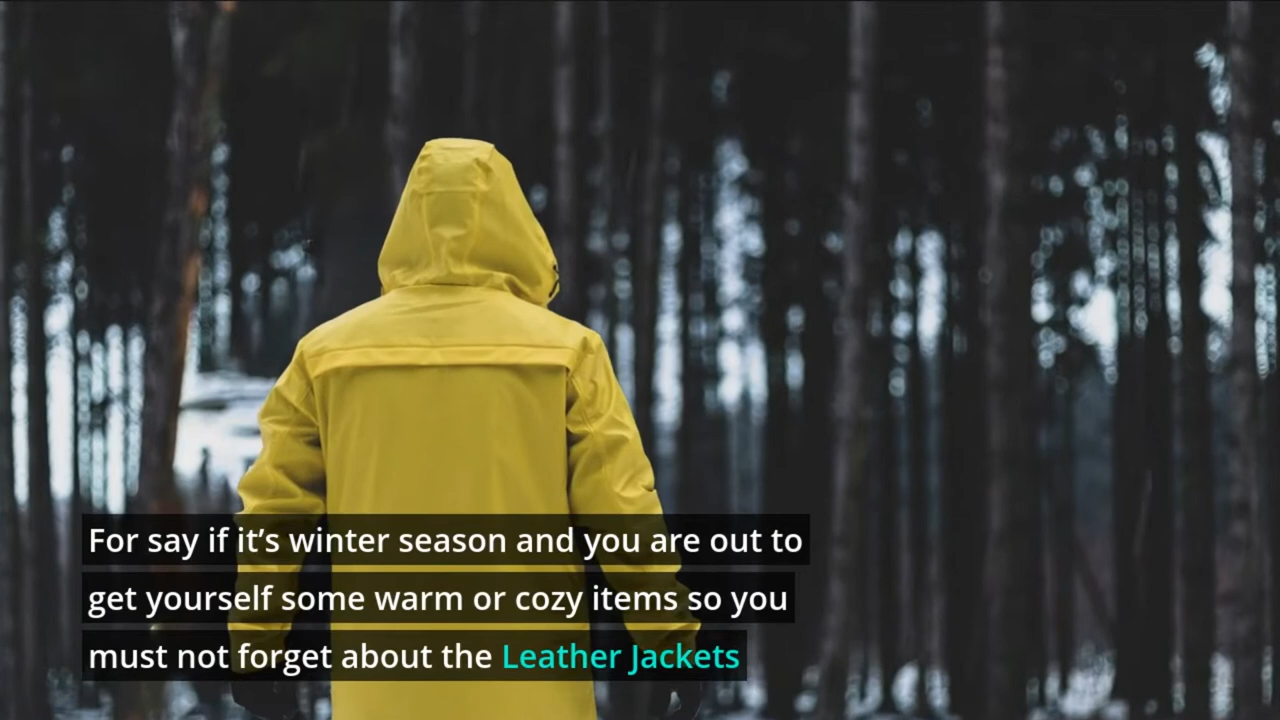 For say if it’s winter season and you are out to
get yourself some warm or cozy items so you
must not forget about the Leather Jackets